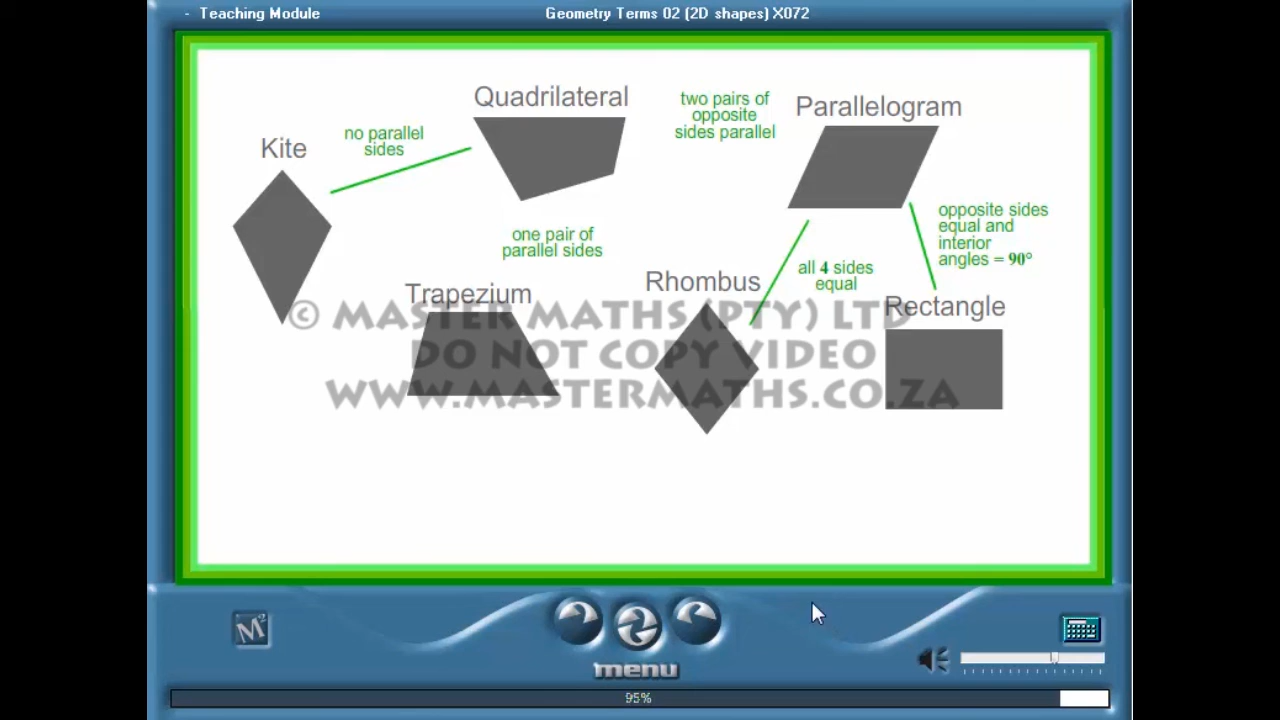 - Teaching Module
Geometry Terms 02 (2D shapes) X072
Quadrilateral
two pairs of
opposite
sides parallel
Parallelogram
no parallel
sides
Kite
one pair of
parallel sides
opposite sides
equal and
interior
angles = 90°
all 4 sides
equal
Rhombus
Trapezium
Rectangle
© MASTER MATHS (PTY) LTD
DO NOT COPY VIDEO
WWW.MASTERMATHS.CO.ZA
M²
menu
95%